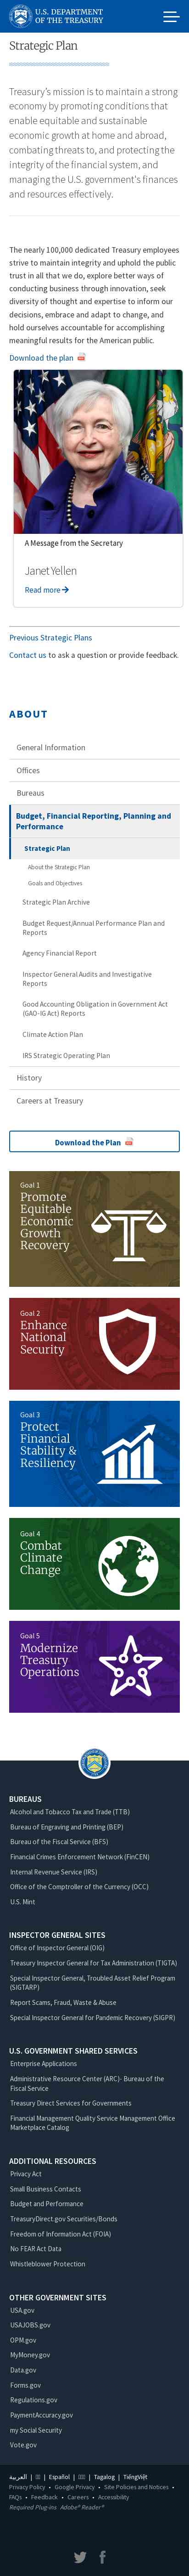 U.S. DEPARTMENT
OF THE TREASURY
Strategic Plan
Treasury’s mission is to maintain a strong
economy by promoting conditions that
enable equitable and sustainable
economic growth at home and abroad,
combating threats to, and protecting the
integrity of the financial system, and
managing the U.S. government's finances
and resources effectively.
The nearly 100,000 dedicated Treasury employees
strive to maintain integrity and uphold the public
trust in all that we do, explore better ways of
conducting business through innovation, seek
diversity of thought and expertise to inform our
decisions, embrace and adapt to change, and
hold ourselves accountable for accomplishing
meaningful results for the American public.
Download the plan
A Message from the Secretary
Janet Yellen
Read more
Previous Strategic Plans
Contact us to ask a question or provide feedback.
ABOUT
General Information
Offices
Bureaus
Budget, Financial Reporting, Planning and
Performance
Strategic Plan
About the Strategic Plan
Goals and Objectives
Strategic Plan Archive
Budget Request/Annual Performance Plan and
Reports
Agency Financial Report
Inspector General Audits and Investigative
Reports
Good Accounting Obligation in Government Act
(GAO-IG Act) Reports
Climate Action Plan
IRS Strategic Operating Plan
History
Careers at Treasury
Download the Plan
Goal 1
Promote
Equitable
Economic
Growth
Recovery
Goal 2
Enhance
National
Security
Goal 3
Protect
Financial
Stability &
Resiliency
Goal 4
Combat
Climate
Change
Goal 5
Modernize
Treasury
Operations
BUREAUS
Alcohol and Tobacco Tax and Trade (TTB)
Bureau of Engraving and Printing (BEP)
Bureau of the Fiscal Service (BFS)
Financial Crimes Enforcement Network (FinCEN)
Internal Revenue Service (IRS)
Office of the Comptroller of the Currency (OCC)
U.S. Mint
INSPECTOR GENERAL SITES
Office of Inspector General (OIG)
Treasury Inspector General for Tax Administration (TIGTA)
Special Inspector General, Troubled Asset Relief Program
(SIGTARP)
Report Scams, Fraud, Waste & Abuse
Special Inspector General for Pandemic Recovery (SIGPR)
U.S. GOVERNMENT SHARED SERVICES
Enterprise Applications
Administrative Resource Center (ARC)- Bureau of the
Fiscal Service
Treasury Direct Services for Governments
Financial Management Quality Service Management Office
Marketplace Catalog
ADDITIONAL RESOURCES
Privacy Act
Small Business Contacts
Budget and Performance
TreasuryDirect.gov Securities/Bonds
Freedom of Information Act (FOIA)
No FEAR Act Data
Whistleblower Protection
OTHER GOVERNMENT SITES
USA.gov
USAJOBS.gov
OPM.gov
MyMoney.gov
Data.gov
Forms.gov
Regulations.gov
PaymentAccuracy.gov
my Social Security
Vote.gov
العربية | | Español | | Tagalog | TiếngViệt
Privacy Policy • Google Privacy • Site Policies and Notices •
FAQs • Feedback • Careers • Accessibility
Required Plug-ins Adobe® Reader®